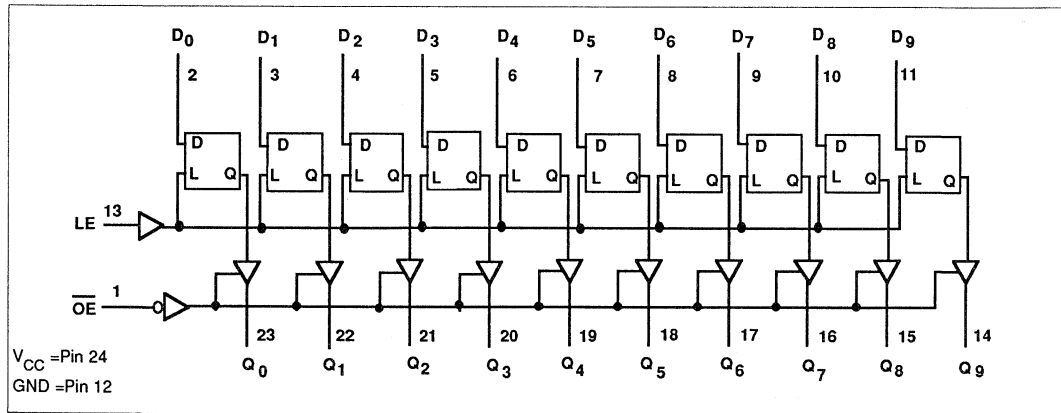 D0 D1 D2 D3 D4 D5 D6 D7 D8 D9
2 3 4 5 6 7 8 9 10 11
D D D D D D D D D D
L Q L Q L Q L Q L Q L Q L Q L Q L Q L Q
LE 13
OE 1
23 22 21 20 19 18 17 16 15 14
Q0 Q1 Q2 Q3 Q4 Q5 Q6 Q7 Q8 Q9
VCC =Pin 24
GND =Pin 12